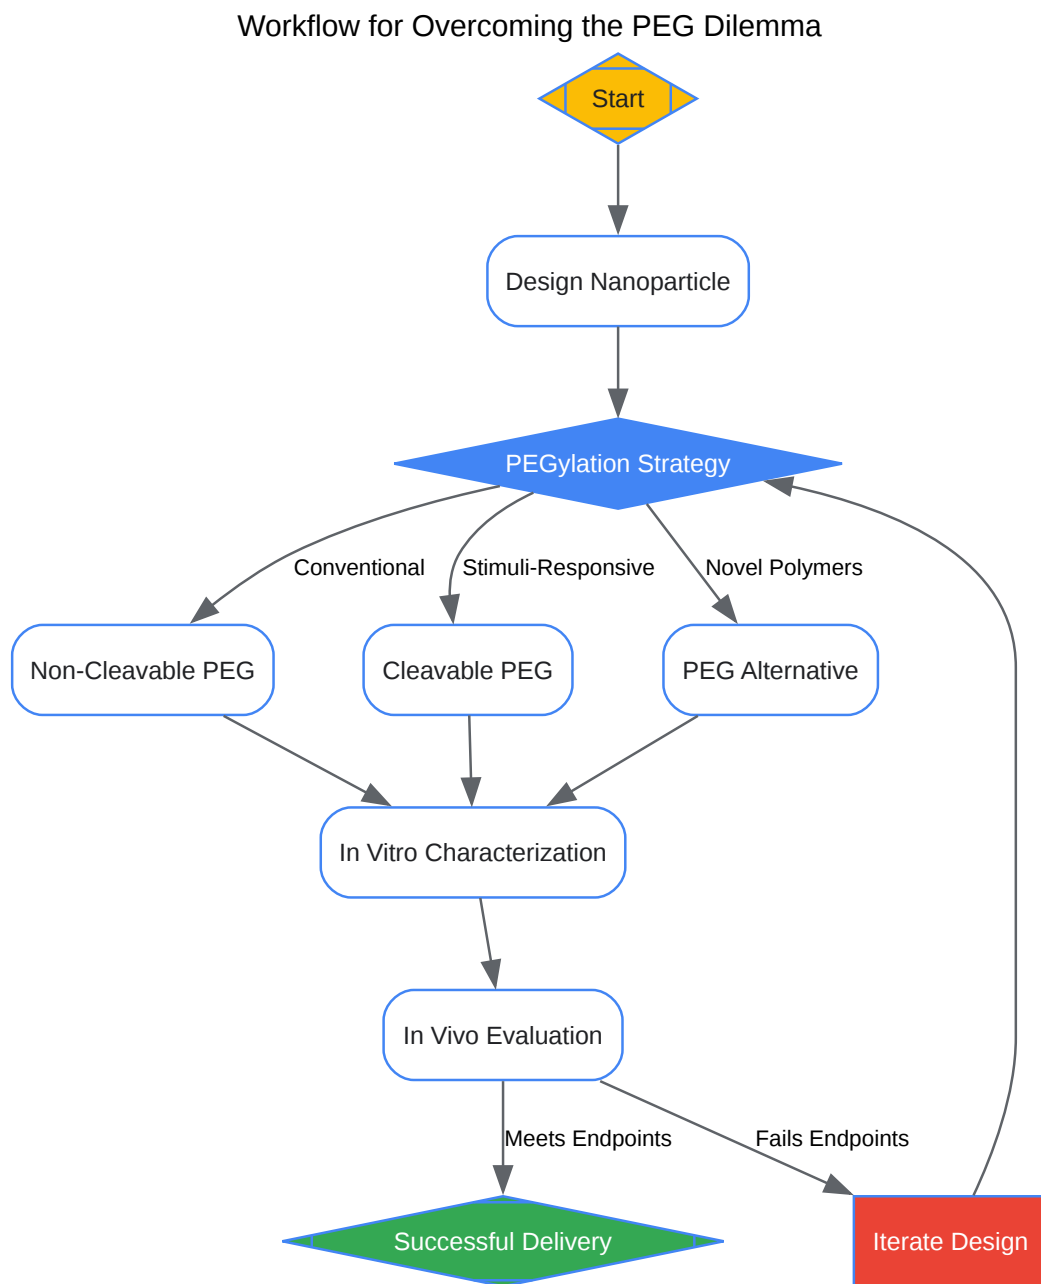 Workflow for Overcoming the PEG Dilemma
Start
Design Nanoparticle
PEGylation Strategy
Conventional
Stimuli-Responsive
Novel Polymers
Non-Cleavable PEG
Cleavable PEG
PEG Alternative
In Vitro Characterization
In Vivo Evaluation
Meets Endpoints
Fails Endpoints
Successful Delivery
Iterate Design